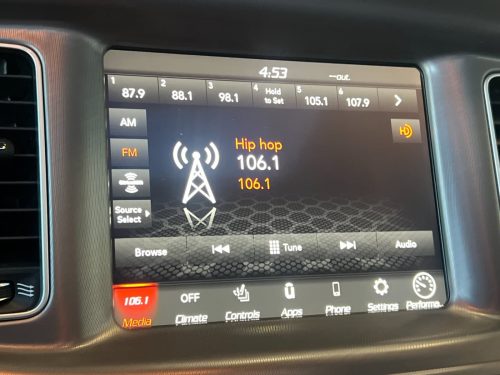 4:53 --out.
1 87.9 2 88.1 3 98.1 4 Hold to Set 5 105.1 6 107.9
AM
FM
Source Select
Hip hop
106.1
106.1
HD
Browse Tune Audio
106.1 OFF
Media Climate Controls Apps Phone Settings Performa..